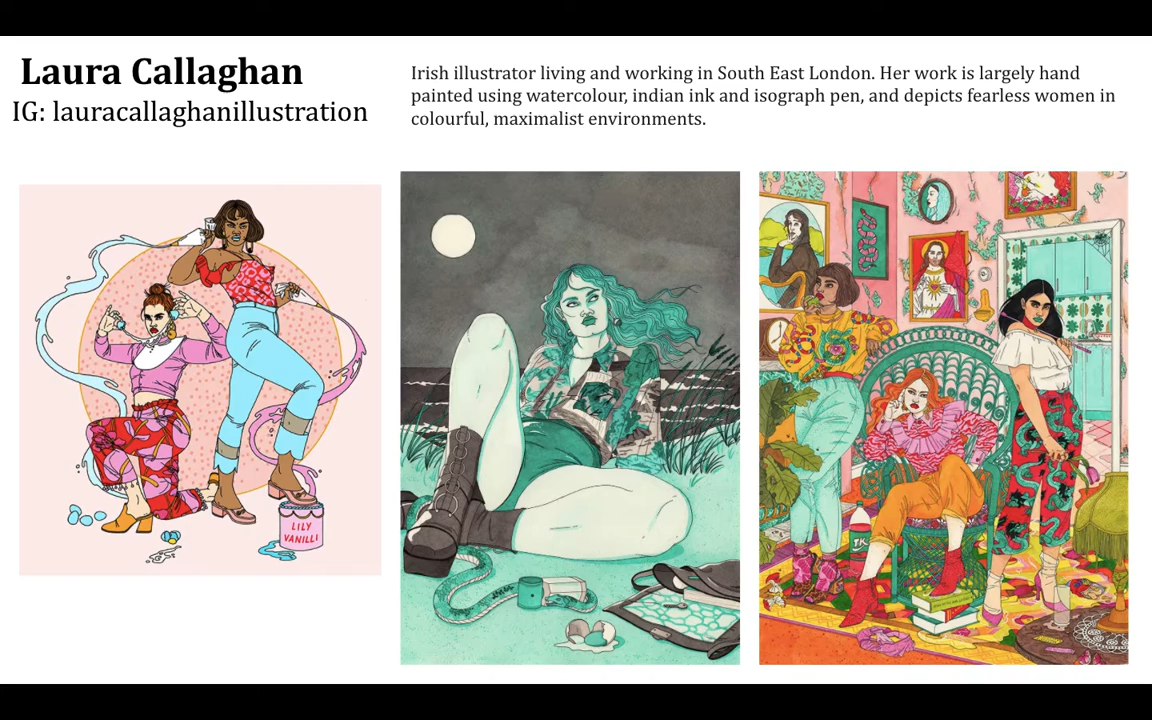 Laura Callaghan
IG: lauracallaghanillustration
Irish illustrator living and working in South East London. Her work is largely hand
painted using watercolour, indian ink and isograph pen, and depicts fearless women in
colourful, maximalist environments.
LILY
VANILLI
TK